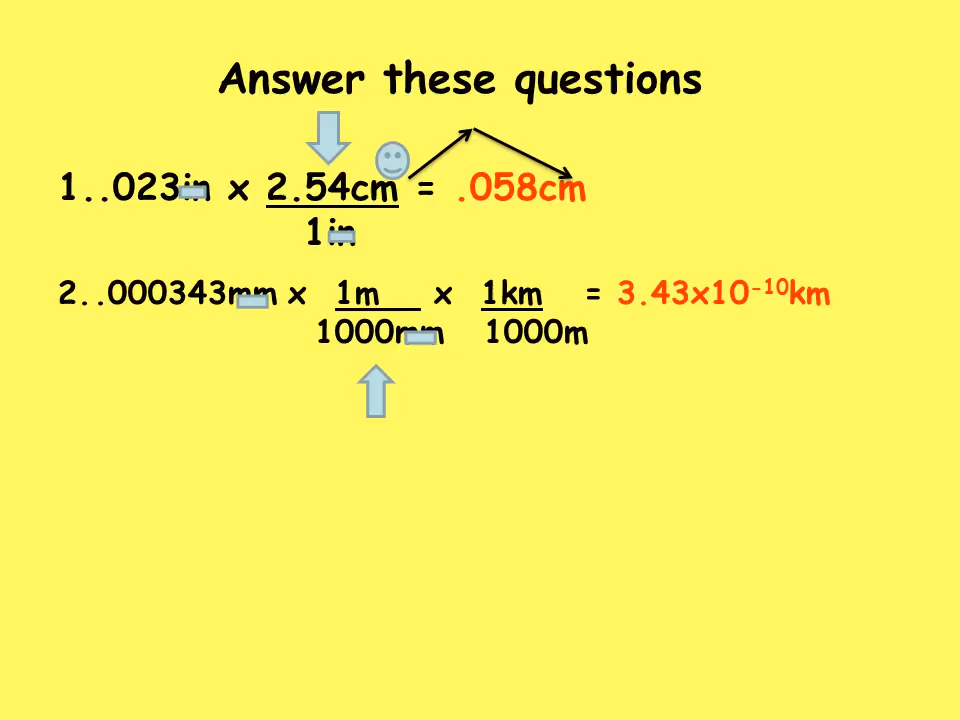 Answer these questions
1..023in x 2.54cm = .058cm
1in
2..000343mm x 1m x 1km = 3.43x10⁻¹⁰km
1000mm 1000m